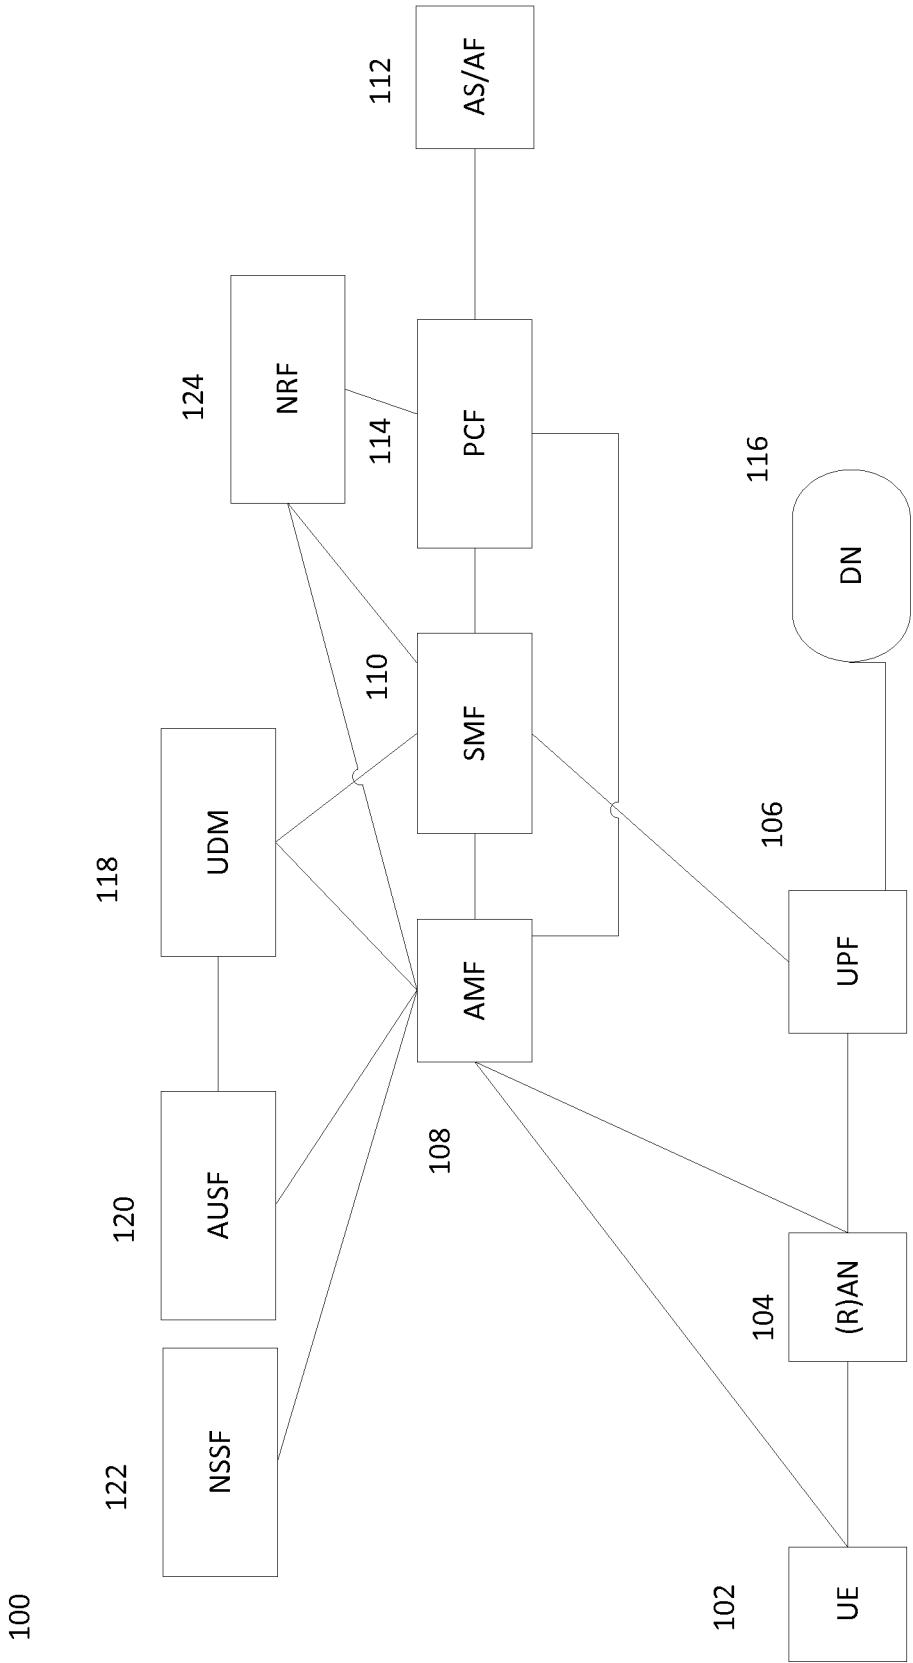 100
122
NSSF
120
AUSF
118
UDM
124
NRF
108
AMF
110
SMF
114
PCF
112
AS/AF
102
UE
104
(R)AN
106
UPF
116
DN